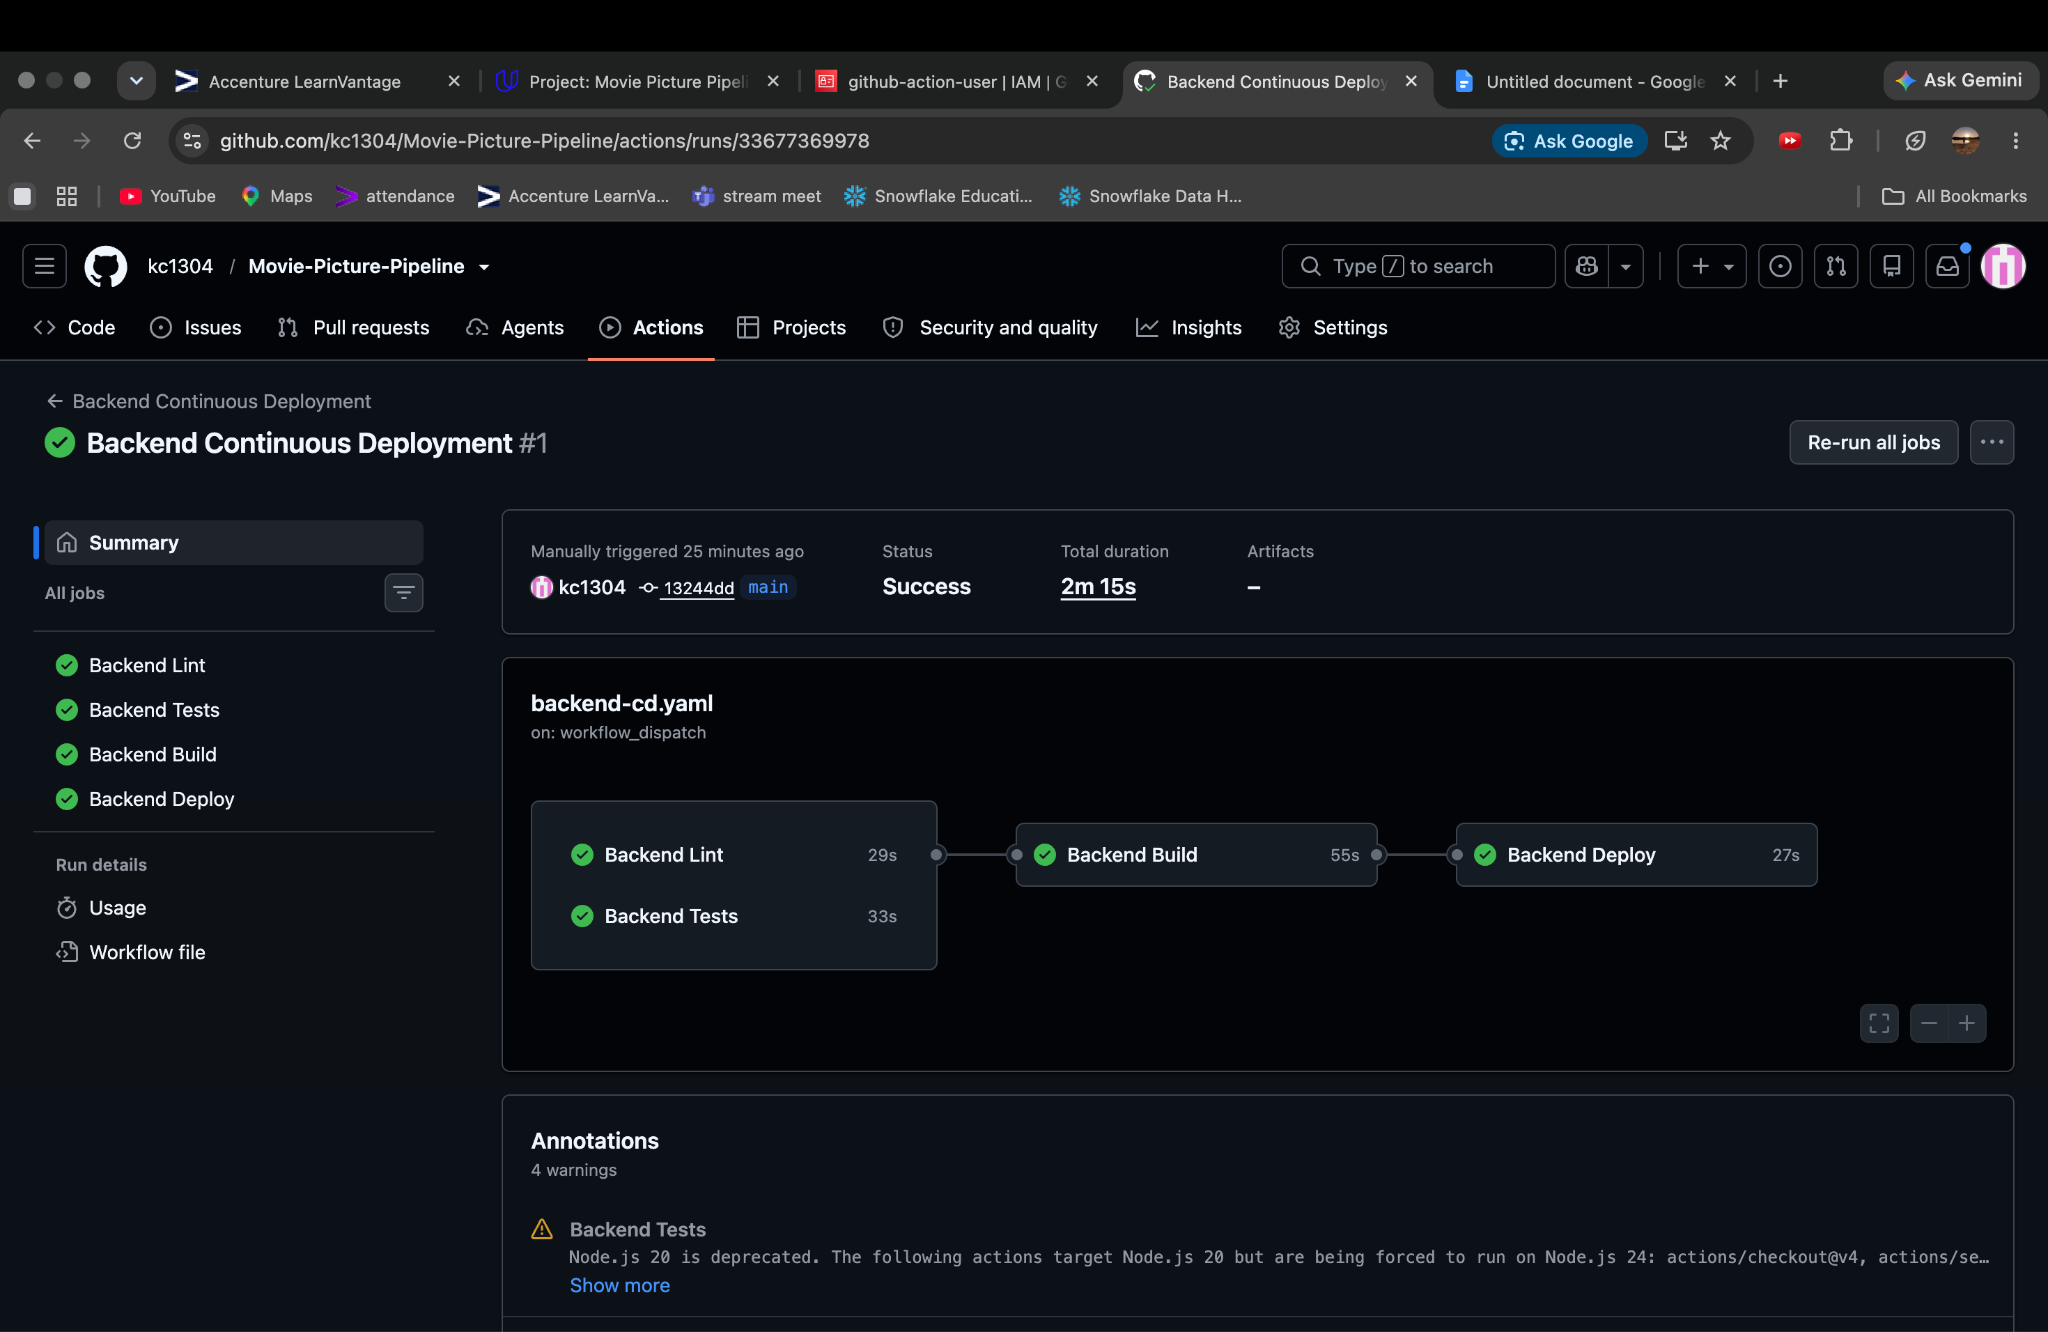 Accenture LearnVantage
Project: Movie Picture Pipeli
github-action-user | IAM | G
Backend Continuous Deploy
Untitled document - Google
Ask Gemini
github.com/kc1304/Movie-Picture-Pipeline/actions/runs/33677369978
Ask Google
YouTube
Maps
attendance
Accenture LearnVa...
stream meet
Snowflake Educati...
Snowflake Data H...
All Bookmarks
kc1304 / Movie-Picture-Pipeline
Type / to search
Code
Issues
Pull requests
Agents
Actions
Projects
Security and quality
Insights
Settings
Backend Continuous Deployment
Backend Continuous Deployment #1
Re-run all jobs
Summary
All jobs
Backend Lint
Backend Tests
Backend Build
Backend Deploy
Run details
Usage
Workflow file
Manually triggered 25 minutes ago
kc1304 13244dd main
Status
Success
Total duration
2m 15s
Artifacts
–
backend-cd.yaml
on: workflow_dispatch
Backend Lint 29s
Backend Tests 33s
Backend Build 55s
Backend Deploy 27s
Annotations
4 warnings
Backend Tests
Node.js 20 is deprecated. The following actions target Node.js 20 but are being forced to run on Node.js 24: actions/checkout@v4, actions/se…
Show more